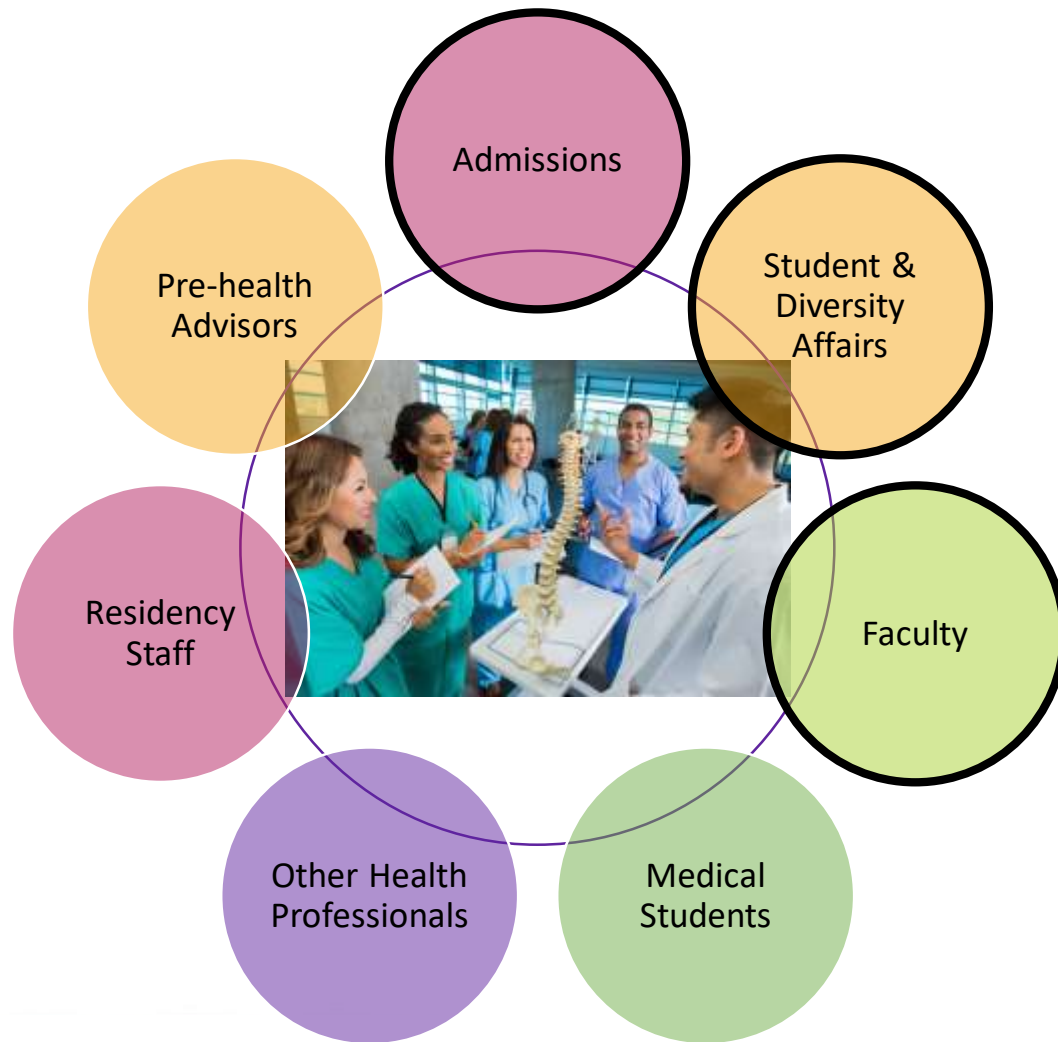 Admissions
Student &
Diversity
Affairs
Faculty
Medical
Students
Other Health
Professionals
Residency
Staff
Pre-health
Advisors